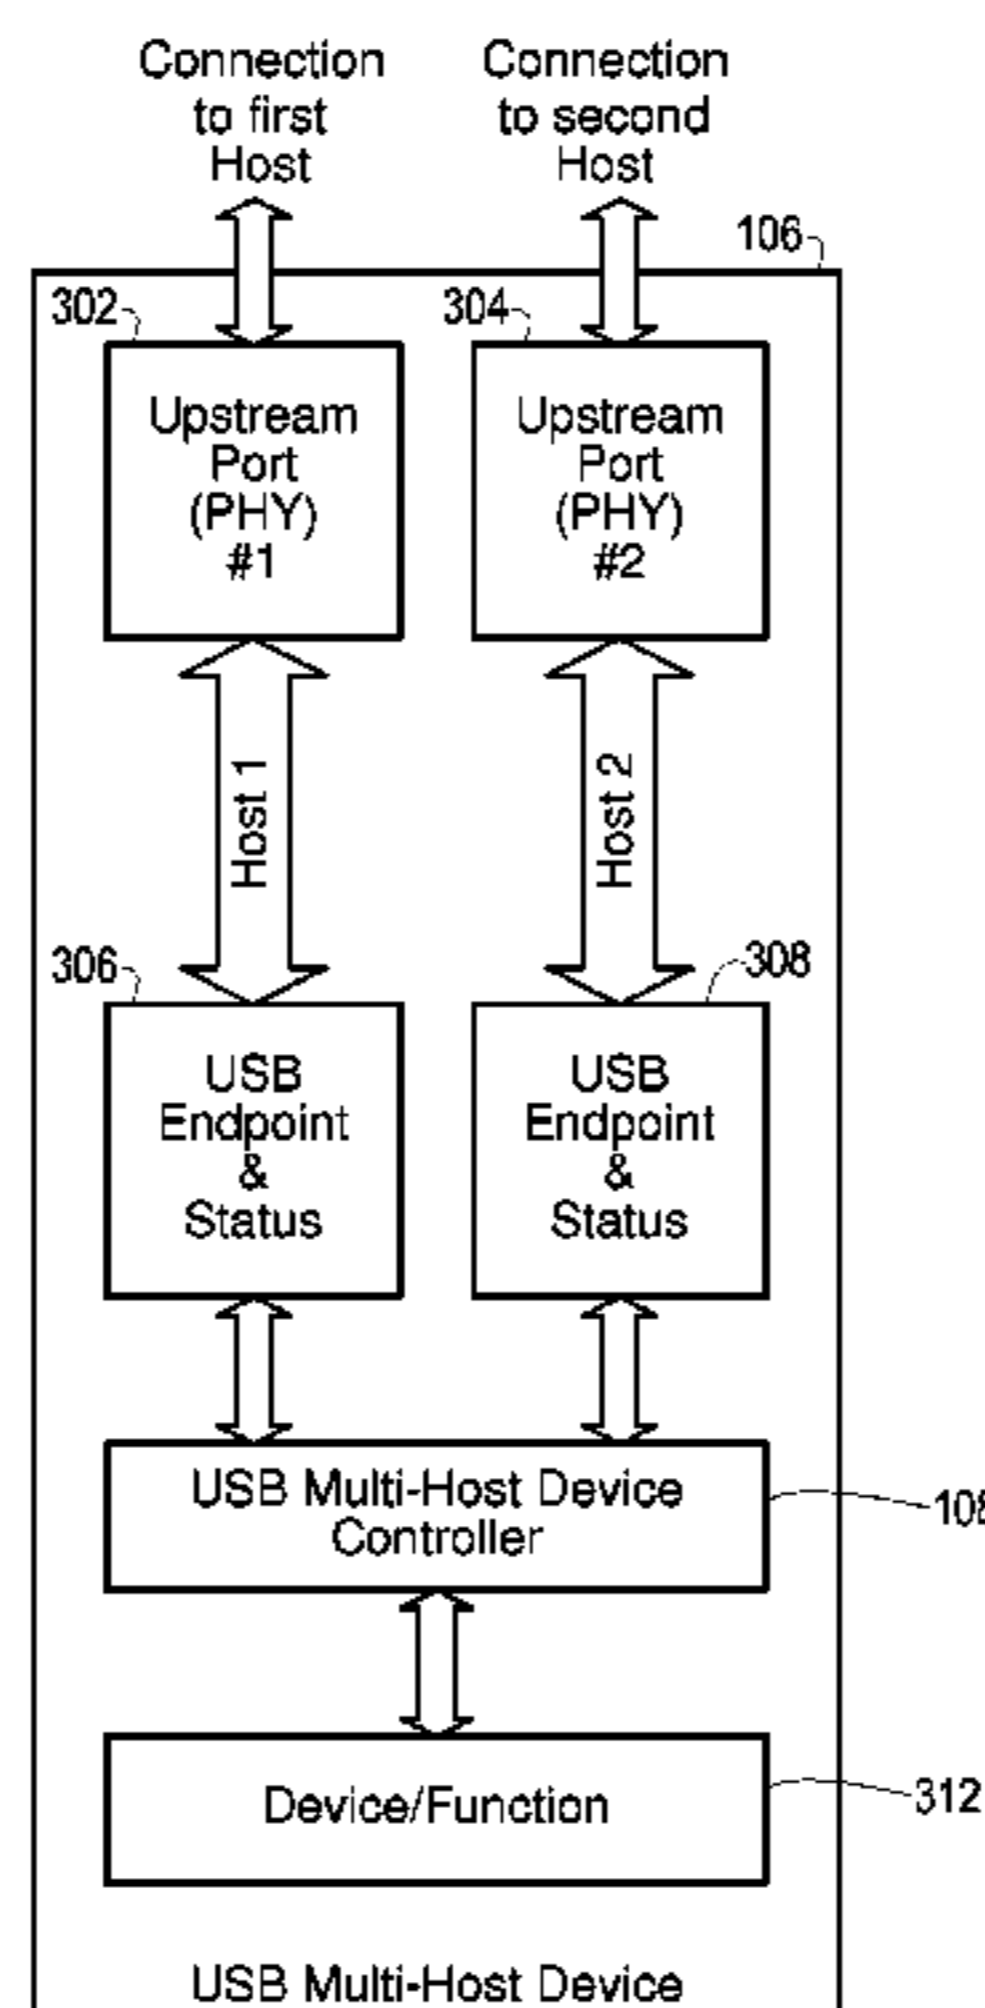 Connection
to first
Host
Connection
to second
Host
106
302
304
Upstream
Port
(PHY)
#1
Upstream
Port
(PHY)
#2
Host 1
Host 2
306
308
USB
Endpoint
&
Status
USB
Endpoint
&
Status
USB Multi-Host Device
Controller
108
Device/Function
312
USB Multi-Host Device